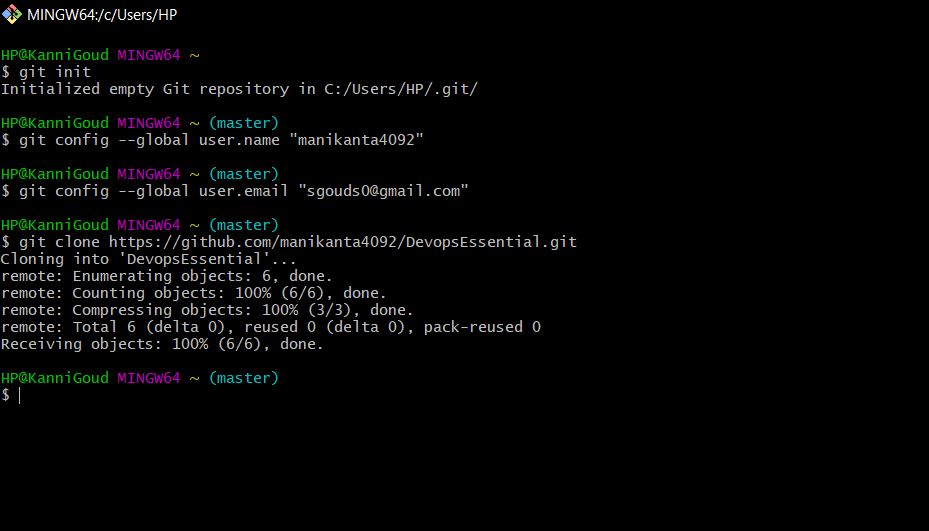 MINGW64:/c/Users/HP
HP@KanniGoud MINGW64 ~
$ git init
Initialized empty Git repository in C:/Users/HP/.git/
HP@KanniGoud MINGW64 ~ (master)
$ git config --global user.name "manikanta4092"
HP@KanniGoud MINGW64 ~ (master)
$ git config --global user.email "sgouds0@gmail.com"
HP@KanniGoud MINGW64 ~ (master)
$ git clone https://github.com/manikanta4092/DevopsEssential.git
Cloning into 'DevopsEssential'...
remote: Enumerating objects: 6, done.
remote: Counting objects: 100% (6/6), done.
remote: Compressing objects: 100% (3/3), done.
remote: Total 6 (delta 0), reused 0 (delta 0), pack-reused 0
Receiving objects: 100% (6/6), done.
HP@KanniGoud MINGW64 ~ (master)
$